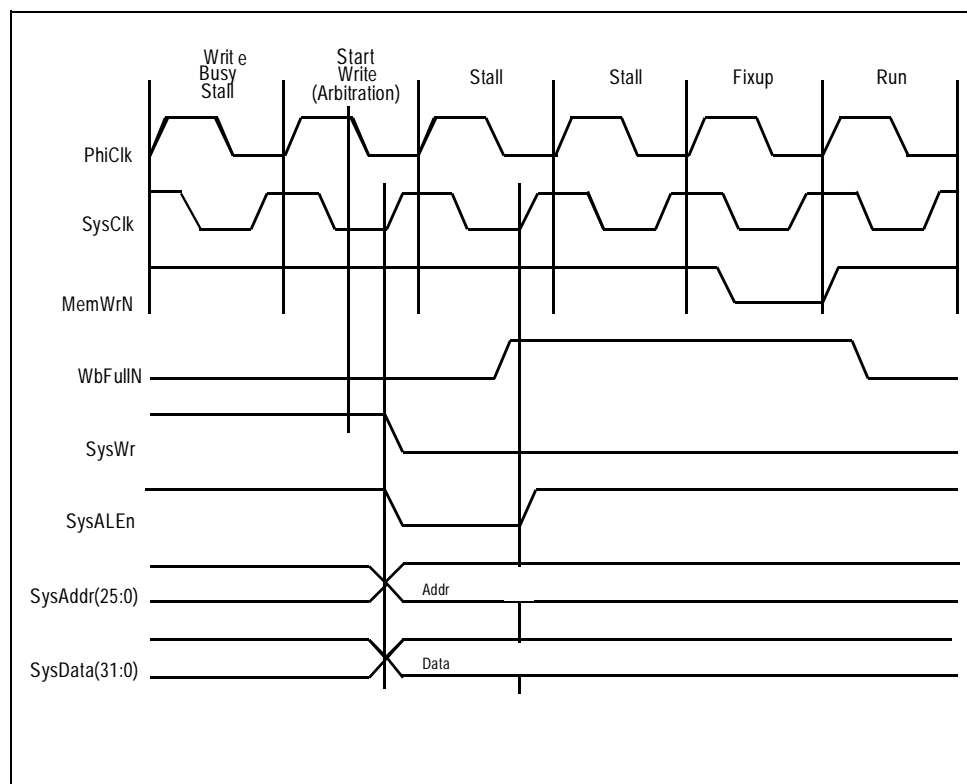 Writ e
Busy
Stall
Start
Write
(Arbitration)
Stall
Stall
Fixup
Run
PhiClk
SysClk
MemWrN
WbFullN
SysWr
SysALEn
SysAddr(25:0)
Addr
SysData(31:0)
Data